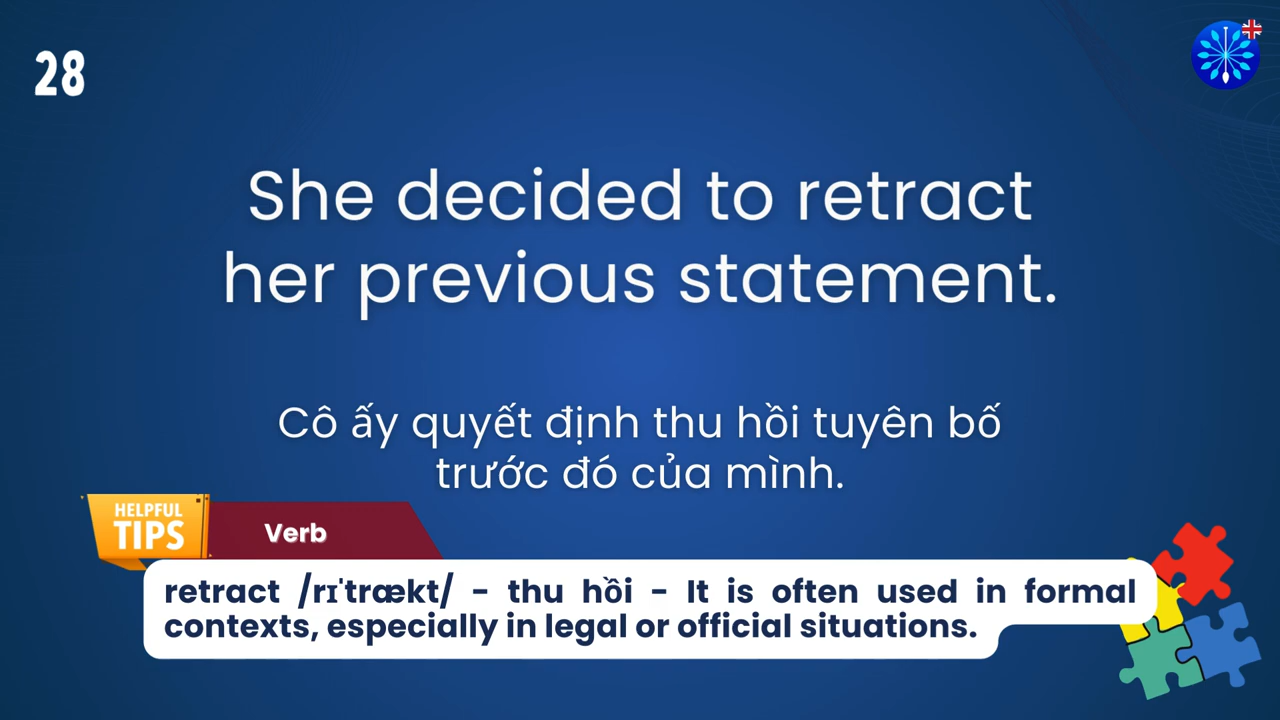 28
She decided to retract
her previous statement.
Cô ấy quyết định thu hồi tuyên bố
trước đó của mình.
HELPFUL
TIPS
Verb
retract /rɪˈtrækt/ - thu hồi - It is often used in formal
contexts, especially in legal or official situations.